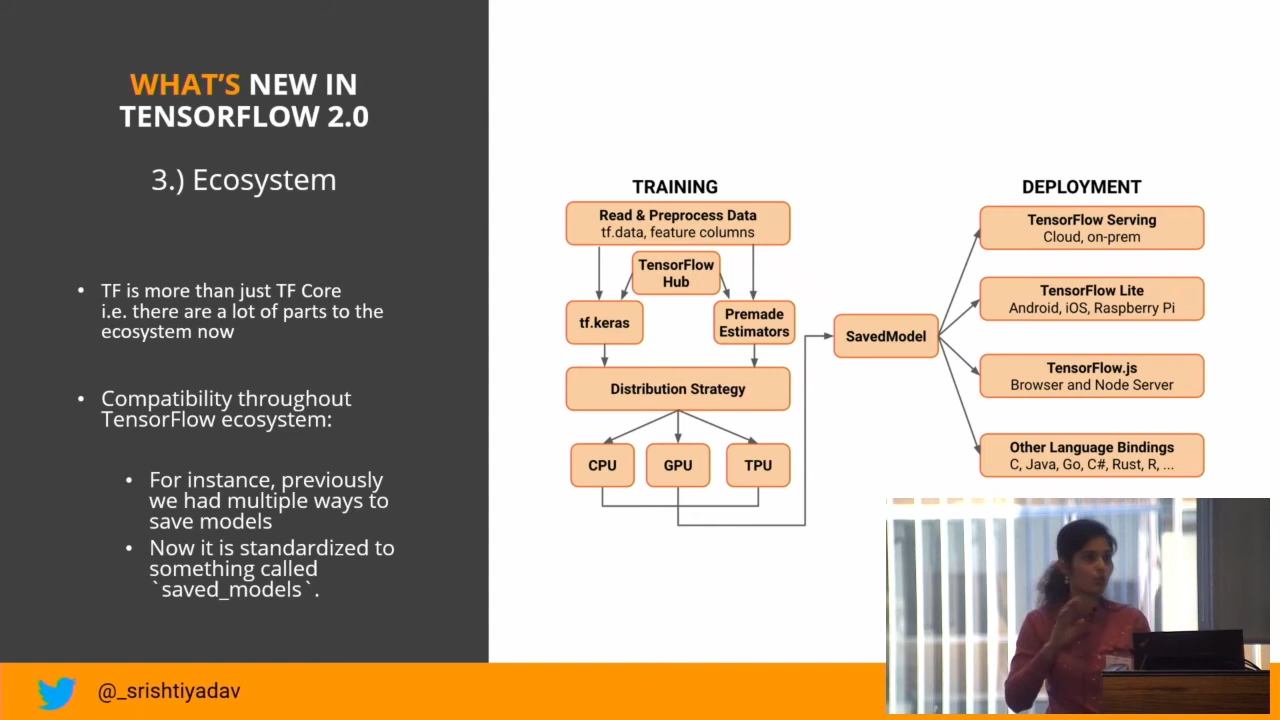 WHAT'S NEW IN
TENSORFLOW 2.0
3.) Ecosystem
• TF is more than just TF Core
i.e. there are a lot of parts to the
ecosystem now
• Compatibility throughout
TensorFlow ecosystem:
• For instance, previously
we had multiple ways to
save models
• Now it is standardized to
something called
`saved_models`.
TRAINING
Read & Preprocess Data
tf.data, feature columns
TensorFlow
Hub
tf.keras
Premade
Estimators
Distribution Strategy
CPU
GPU
TPU
SavedModel
DEPLOYMENT
TensorFlow Serving
Cloud, on-prem
TensorFlow Lite
Android, iOS, Raspberry Pi
TensorFlow.js
Browser and Node Server
Other Language Bindings
C, Java, Go, C#, Rust, R, ...
@_srishtiyadav